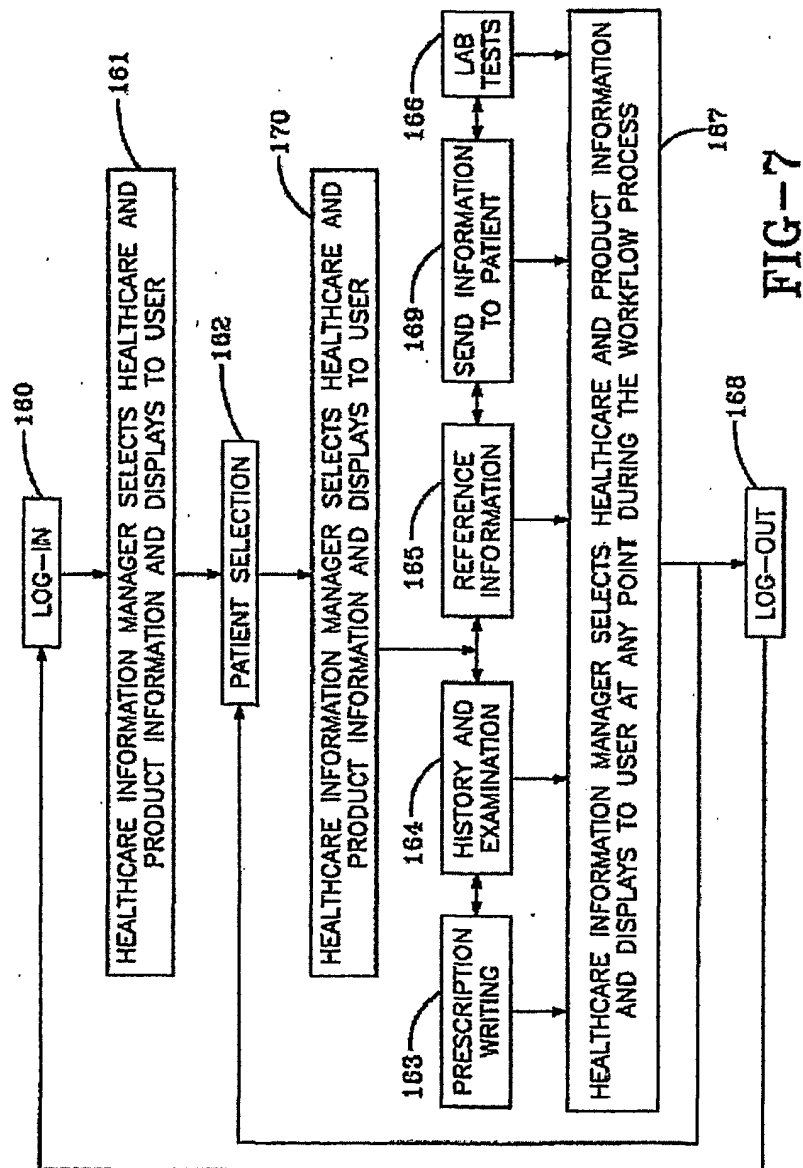 160
LOG-IN
161
HEALTHCARE INFORMATION MANAGER SELECTS HEALTHCARE AND
PRODUCT INFORMATION AND DISPLAYS TO USER
162
PATIENT SELECTION
170
HEALTHCARE INFORMATION MANAGER SELECTS HEALTHCARE AND
PRODUCT INFORMATION AND DISPLAYS TO USER
163
PRESCRIPTION
WRITING
164
HISTORY AND
EXAMINATION
165
REFERENCE
INFORMATION
169
SEND INFORMATION
TO PATIENT
166
LAB
TESTS
HEALTHCARE INFORMATION MANAGER SELECTS HEALTHCARE AND PRODUCT INFORMATION
AND DISPLAYS TO USER AT ANY POINT DURING THE WORKFLOW PROCESS
167
168
LOG-OUT
FIG-7